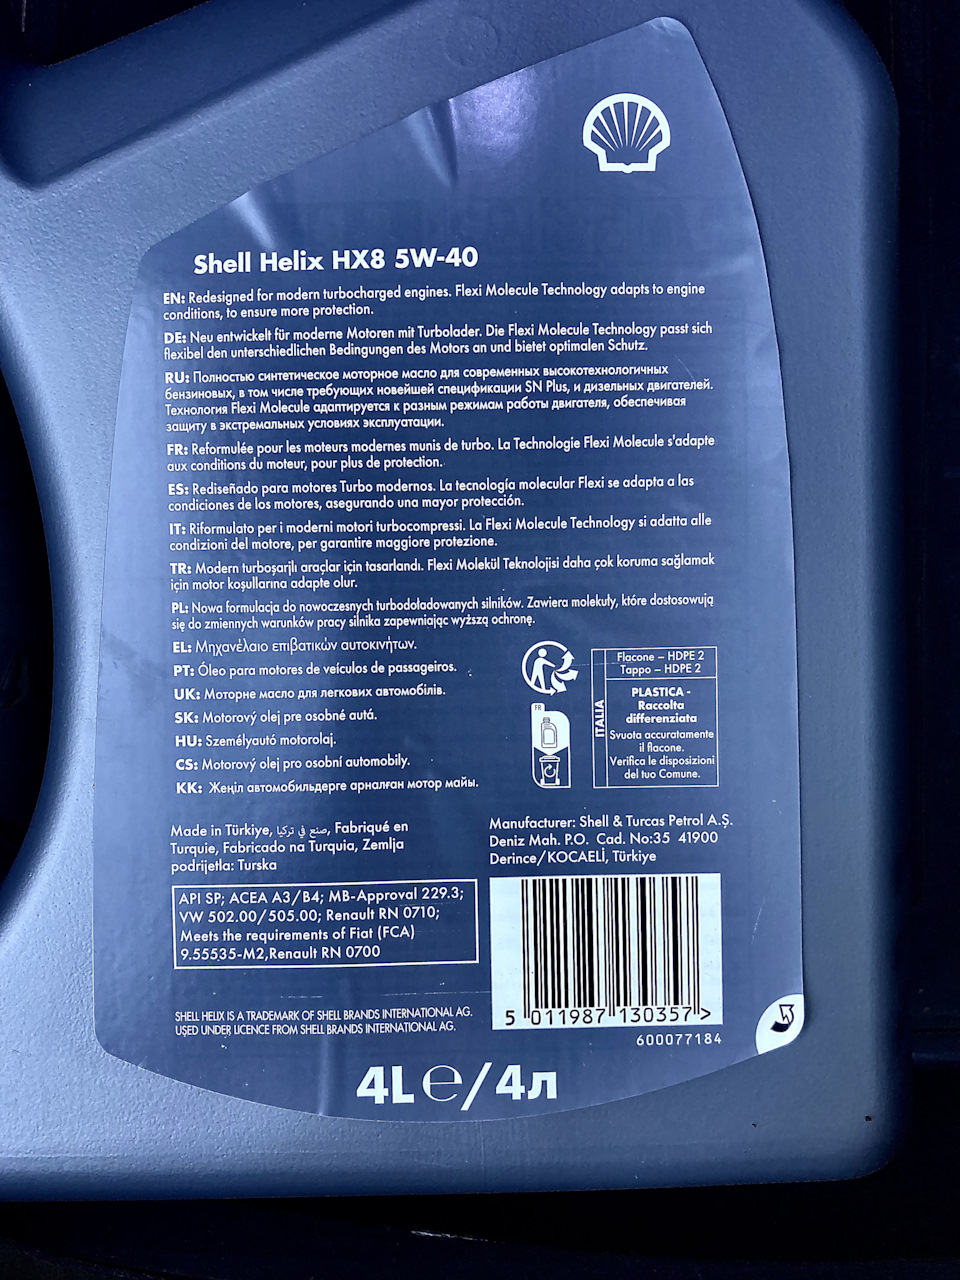 Shell Helix HX8 5W-40
EN: Redesigned for modern turbocharged engines. Flexi Molecule Technology adapts to engine
conditions, to ensure more protection.
DE: Neu entwickelt für moderne Motoren mit Turbolader. Die Flexi Molecule Technology passt sich
flexibel den unterschiedlichen Bedingungen des Motors an und bietet optimalen Schutz.
RU: Полностью синтетическое моторное масло для современных высокотехнологичных
бензиновых, в том числе требующих новейшей спецификации SN Plus, и дизельных двигателей.
Технология Flexi Molecule адаптируется к разным режимам работы двигателя, обеспечивая
защиту в экстремальных условиях эксплуатации.
FR: Reformulée pour les moteurs modernes munis de turbo. La Technologie Flexi Molecule s'adapte
aux conditions du moteur, pour plus de protection.
ES: Rediseñado para motores Turbo modernos. La tecnología molecular Flexi se adapta a las
condiciones de los motores, asegurando una mayor protección.
IT: Riformulato per i moderni motori turbocompressi. La Flexi Molecule Technology si adatta alle
condizioni del motore, per garantire maggiore protezione.
TR: Modern turboşarjlı araçlar için tasarlandı. Flexi Molekül Teknolojisi daha çok koruma sağlamak
için motor koşullarına adapte olur.
PL: Nowa formulacja do nowoczesnych turbodoładowanych silników. Zawiera molekuły, które dostosowują
się do zmiennych warunków pracy silnika zapewniając wyższą ochronę.
EL: Μηχανέλαιο επιβατικών αυτοκινήτων.
PT: Óleo para motores de veículos de passageiros.
UK: Моторне масло для легкових автомобілів.
SK: Motorový olej pre osobné autá.
HU: Személyautó motorolaj.
CS: Motorový olej pro osobní automobily.
KK: Жеңіл автомобильдерге арналған мотор майы.
FR
ITALIA
Flacone – HDPE 2
Tappo – HDPE 2
PLASTICA -
Raccolta
differenziata
Svuota accuratamente
il flacone.
Verifica le disposizioni
del tuo Comune.
Made in Türkiye, صنع في تركيا, Fabriqué en
Turquie, Fabricado na Turquia, Zemlja
podrijetla: Turska
Manufacturer: Shell & Turcas Petrol A.Ş.
Deniz Mah. P.O. Cad. No:35 41900
Derince/KOCAELİ, Türkiye
API SP; ACEA A3/B4; MB-Approval 229.3;
VW 502.00/505.00; Renault RN 0710;
Meets the requirements of Fiat (FCA)
9.55535-M2,Renault RN 0700
5 011987 130357 >
600077184
SHELL HELIX IS A TRADEMARK OF SHELL BRANDS INTERNATIONAL AG.
USED UNDER LICENCE FROM SHELL BRANDS INTERNATIONAL AG.
4L ℮/4л